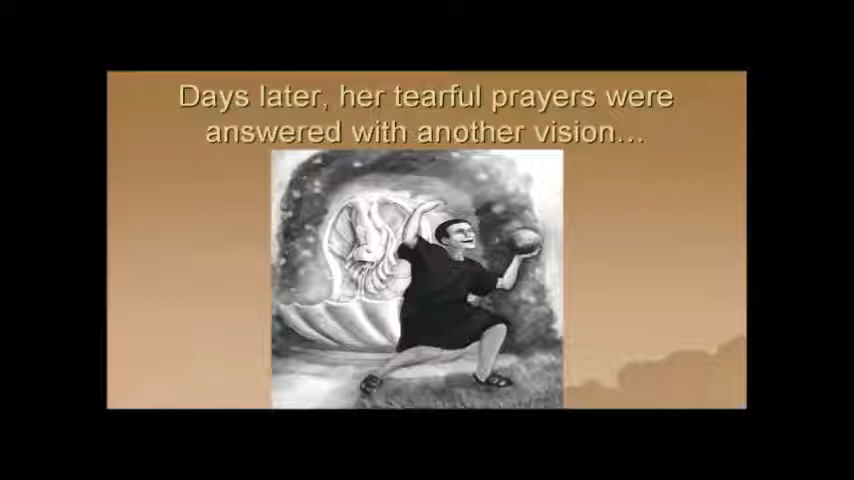 Days later, her tearful prayers were
answered with another vision…